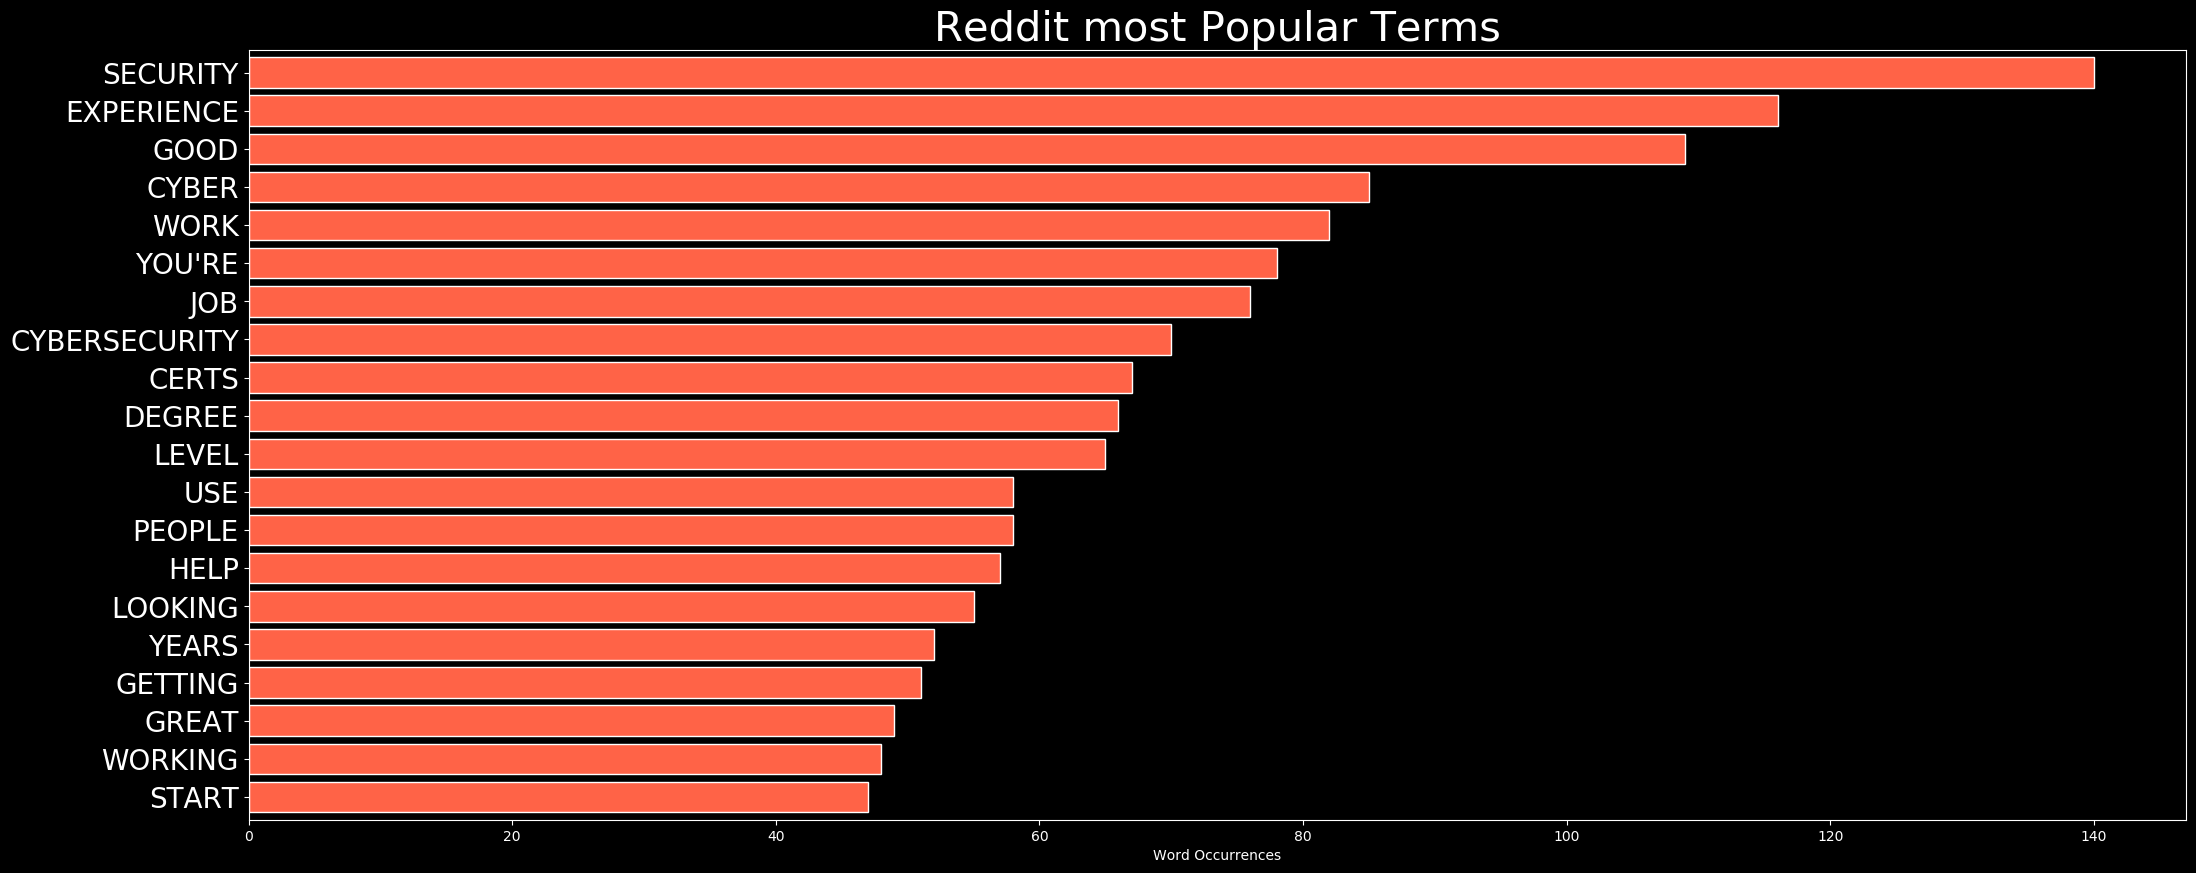 Reddit most Popular Terms
SECURITY
EXPERIENCE
GOOD
CYBER
WORK
YOU'RE
JOB
CYBERSECURITY
CERTS
DEGREE
LEVEL
USE
PEOPLE
HELP
LOOKING
YEARS
GETTING
GREAT
WORKING
START
0 20 40 60 80 100 120 140
Word Occurrences